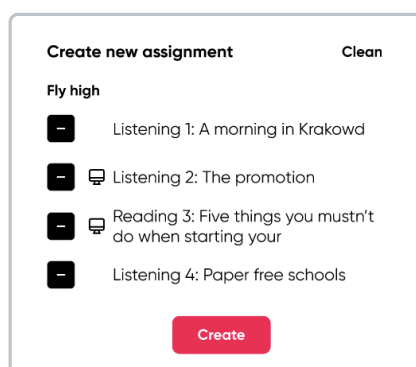 Create new assignment Clean
Fly high
Listening 1: A morning in Krakowd
Listening 2: The promotion
Reading 3: Five things you mustn't
do when starting your
Listening 4: Paper free schools
Create